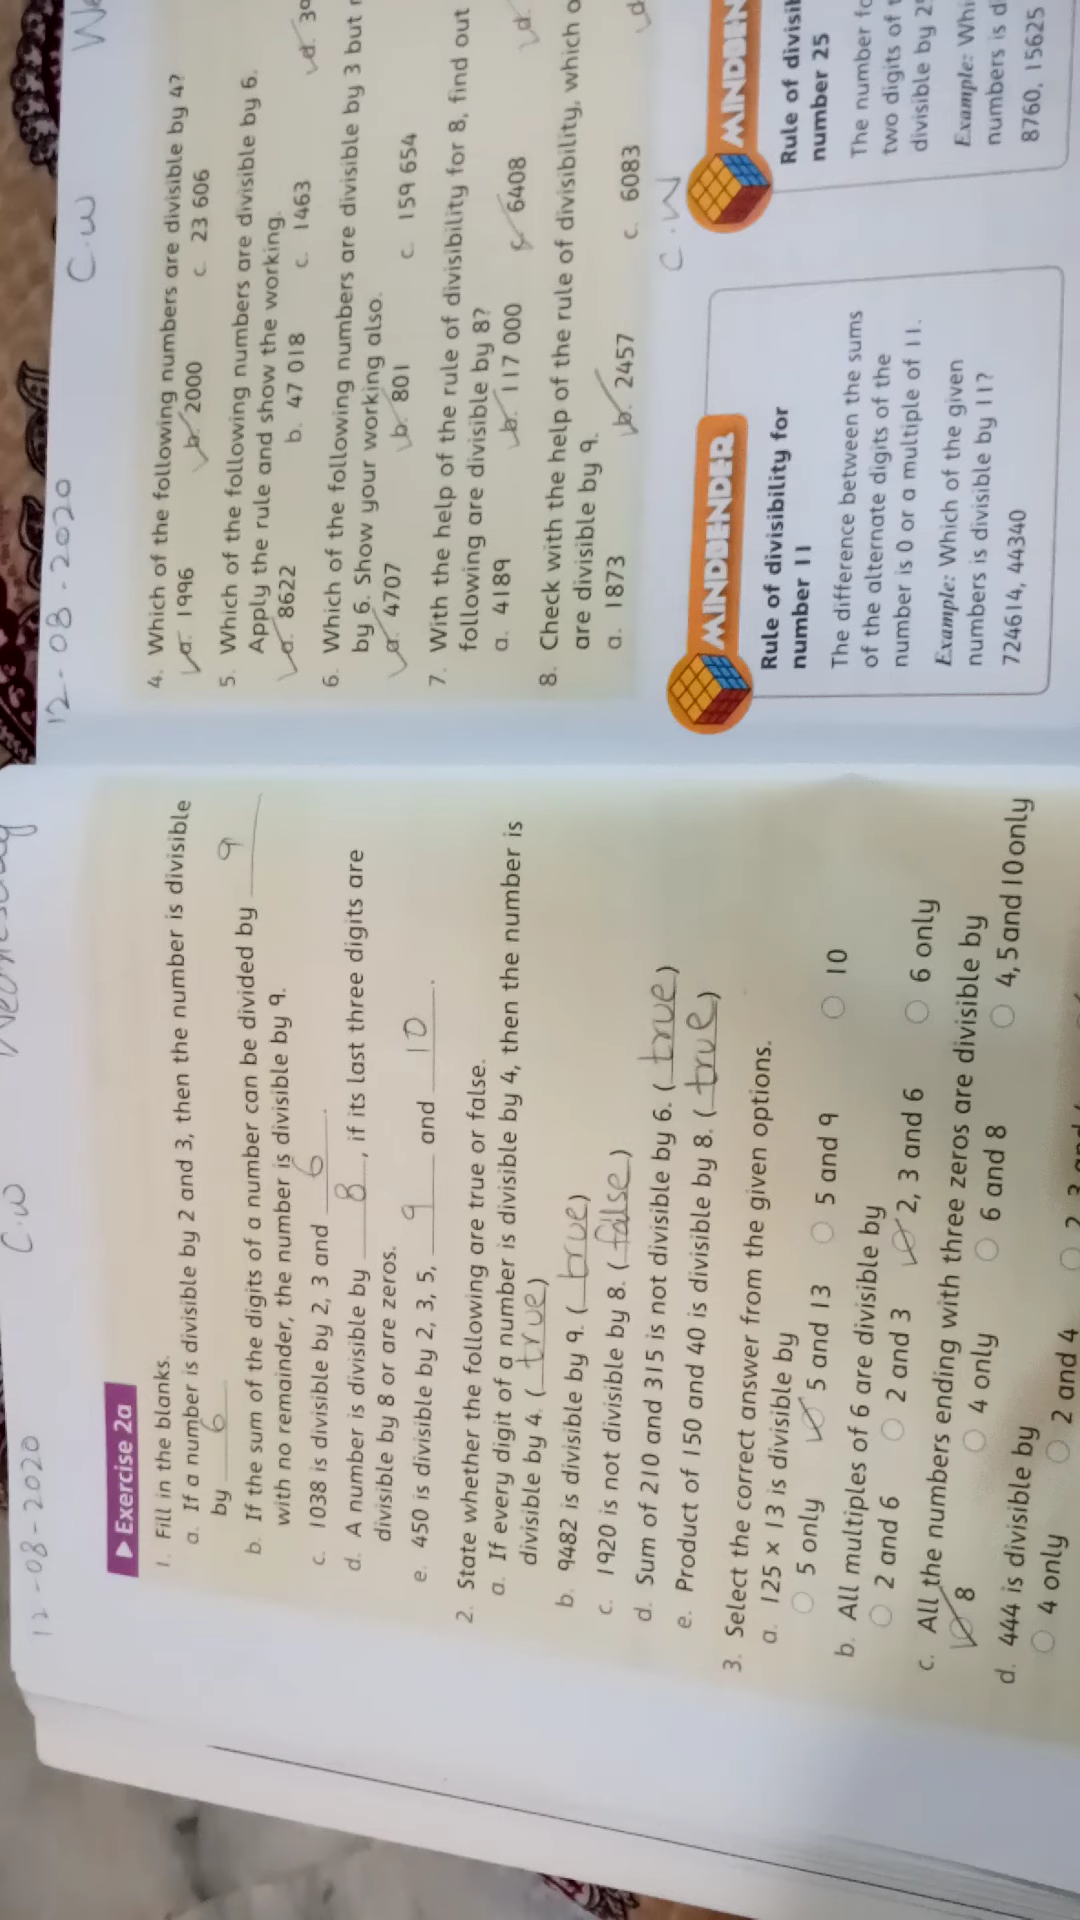 12-08-2020
C.W
▶ Exercise 2a
1. Fill in the blanks.
a. If a number is divisible by 2 and 3, then the number is divisible
by 6
b. If the sum of the digits of a number can be divided by 9
with no remainder, the number is divisible by 9.
c. 1038 is divisible by 2, 3 and 6.
d. A number is divisible by 8, if its last three digits are
divisible by 8 or are zeros.
e. 450 is divisible by 2, 3, 5, 9 and 10.
2. State whether the following are true or false.
a. If every digit of a number is divisible by 4, then the number is
divisible by 4. (true)
b. 9482 is divisible by 9. (true)
c. 1920 is not divisible by 8. (false)
d. Sum of 210 and 315 is not divisible by 6. (true)
e. Product of 150 and 40 is divisible by 8. (true)
3. Select the correct answer from the given options.
a. 125 x 13 is divisible by
5 only 5 and 13 5 and 9 10
b. All multiples of 6 are divisible by
2 and 6 2 and 3 2, 3 and 6 6 only
c. All the numbers ending with three zeros are divisible by
8 4 only 6 and 8 4, 5 and 10 only
d. 444 is divisible by
4 only 2 and 4
12-08-2020
C.W
4. Which of the following numbers are divisible by 4?
a. 1996 b. 2000 c. 23 606
5. Which of the following numbers are divisible by 6.
Apply the rule and show the working.
a. 8622 b. 47 018 c. 1463 d.
6. Which of the following numbers are divisible by 3 but
by 6. Show your working also.
a. 4707 b. 801 c. 159 654
7. With the help of the rule of divisibility for 8, find out
following are divisible by 8?
a. 4189 b. 117 000 c. 6408 d.
8. Check with the help of the rule of divisibility, which
are divisible by 9.
a. 1873 b. 2457 c. 6083 d
C.W
MINDBENDER
Rule of divisibility for
number 11
The difference between the sums
of the alternate digits of the
number is 0 or a multiple of 11.
Example: Which of the given
numbers is divisible by 11?
724614, 44340
Rule of
number 25
The number
two digits of
divisible by
Example:
numbers is
8760, 15625